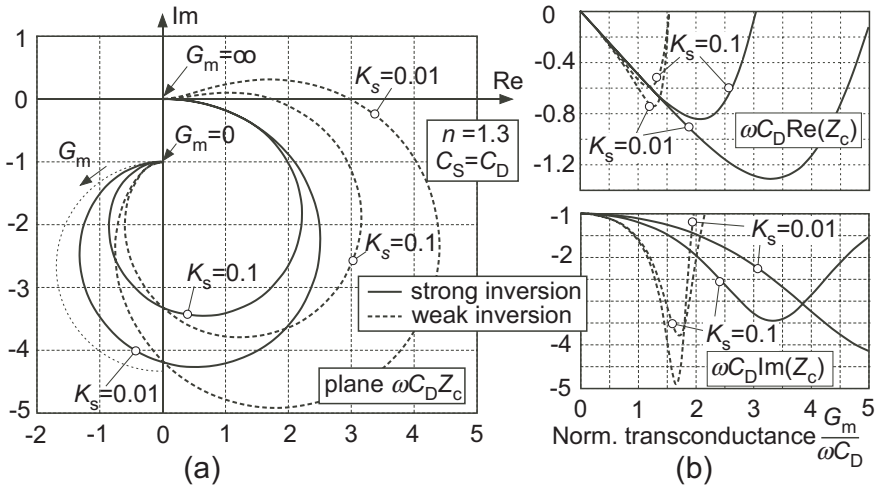 Im
Re
1
0
-1
-2
-3
-4
-5
-2 -1 0 1 2 3 4 5
G_m=∞
G_m=0
G_m
K_s=0.01
n=1.3
C_S=C_D
K_s=0.1
K_s=0.1
K_s=0.01
strong inversion
weak inversion
plane ωC_DZ_c
(a)
0
-0.4
-0.8
-1.2
K_s=0.1
K_s=0.01
ωC_DRe(Z_c)
-1
-2
-3
-4
-5
K_s=0.01
K_s=0.1
ωC_DIm(Z_c)
0 1 2 3 4 5
Norm. transconductance G_m/ωC_D
(b)